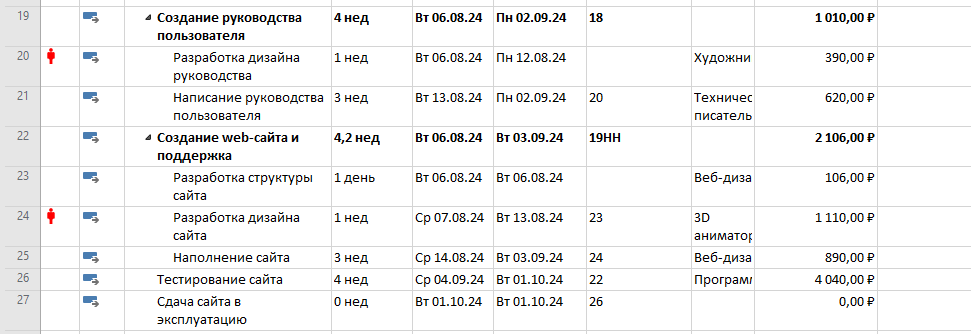 19 Создание руководства 4 нед Вт 06.08.24 Пн 02.09.24 18 1 010,00 ₽
пользователя
20 Разработка дизайна 1 нед Вт 06.08.24 Пн 12.08.24 Художни 390,00 ₽
руководства
21 Написание руководства 3 нед Вт 13.08.24 Пн 02.09.24 20 Техничес 620,00 ₽
пользователя писатель
22 Создание web-сайта и 4,2 нед Вт 06.08.24 Вт 03.09.24 19НН 2 106,00 ₽
поддержка
23 Разработка структуры 1 день Вт 06.08.24 Вт 06.08.24 Веб-диза 106,00 ₽
сайта
24 Разработка дизайна 1 нед Ср 07.08.24 Вт 13.08.24 23 3D 1 110,00 ₽
сайта аниматор
25 Наполнение сайта 3 нед Ср 14.08.24 Вт 03.09.24 24 Веб-диза 890,00 ₽
26 Тестирование сайта 4 нед Ср 04.09.24 Вт 01.10.24 22 Програм 4 040,00 ₽
27 Сдача сайта в 0 нед Вт 01.10.24 Вт 01.10.24 26 0,00 ₽
эксплуатацию